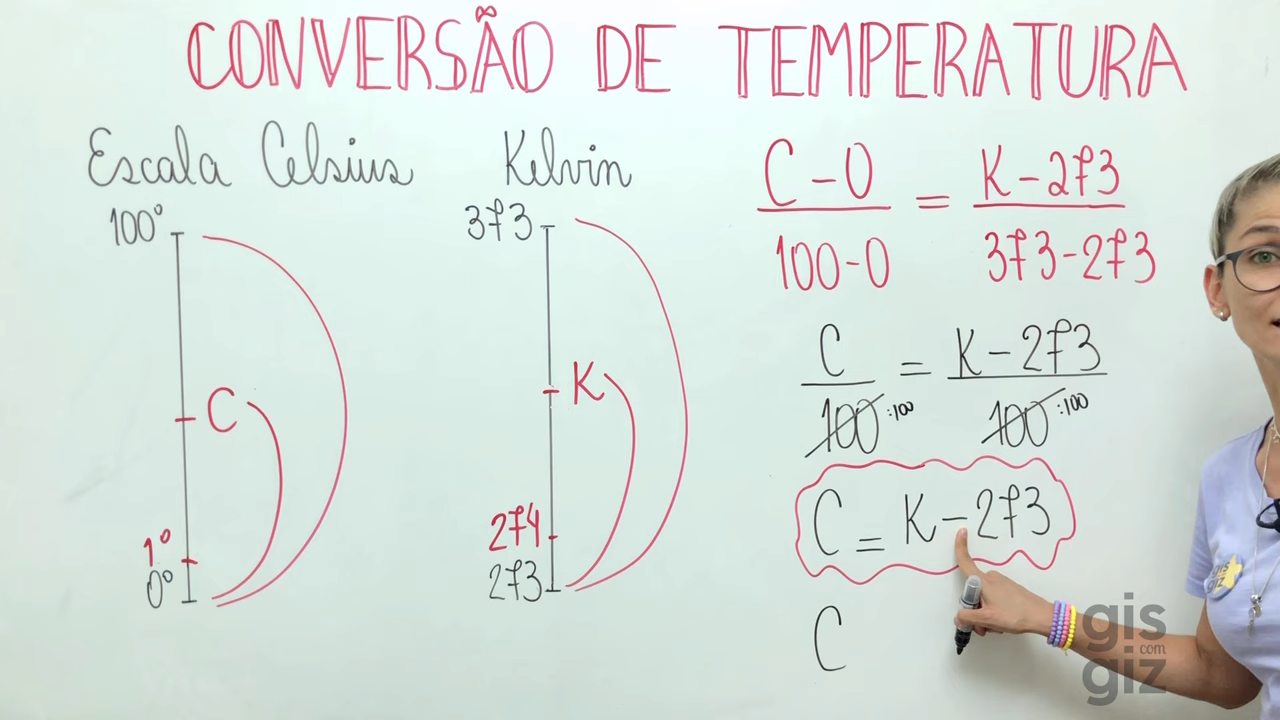 CONVERSÃO DE TEMPERATURA
Escala Celsius
100°
C
1°
0°
Kelvin
373
K
274
273
C - 0 = K - 273
100 - 0 373 - 273
C = K - 273
100 :100 100 :100
C = K - 273
C
gis
com
giz